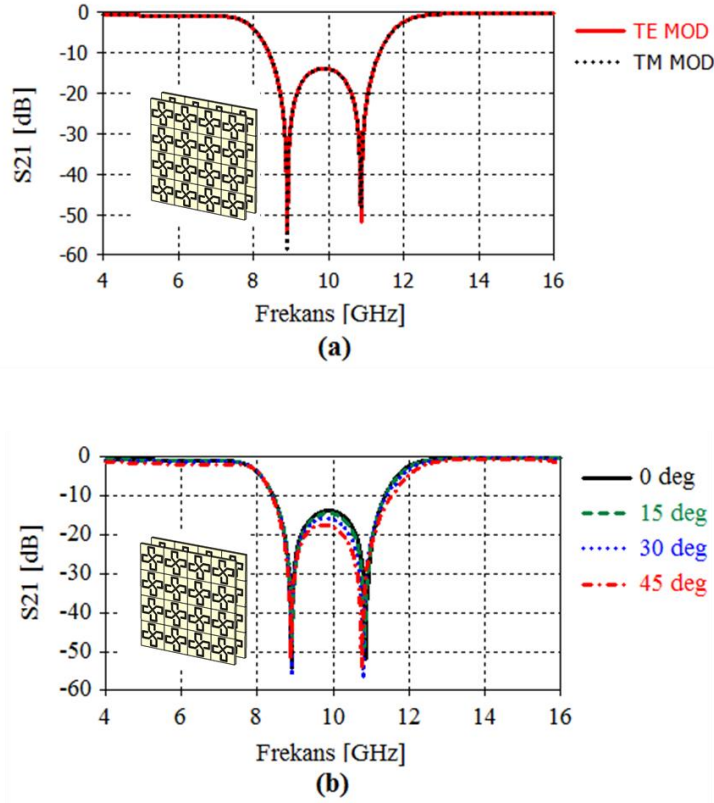 0
-10
-20
-30
-40
-50
-60
S21 [dB]
4 6 8 10 12 14 16
Frekans [GHz]
TE MOD
TM MOD
(a)
0
-10
-20
-30
-40
-50
-60
S21 [dB]
4 6 8 10 12 14 16
Frekans [GHz]
0 deg
15 deg
30 deg
45 deg
(b)